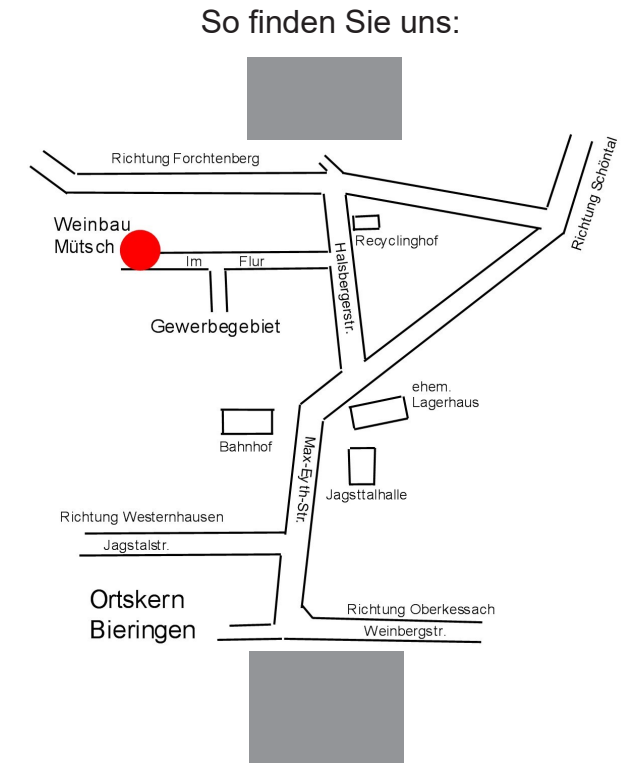 So finden Sie uns:
Richtung Forchtenberg
Richtung Schöntal
Weinbau
Mütsch
Recyclinghof
Im Flur
Halsbergerstr.
Gewerbegebiet
ehem.
Lagerhaus
Bahnhof
Max-Eyth-Str.
Jagsttalhalle
Richtung Westernhausen
Jagstalstr.
Ortskern
Bieringen
Richtung Oberkessach
Weinbergstr.